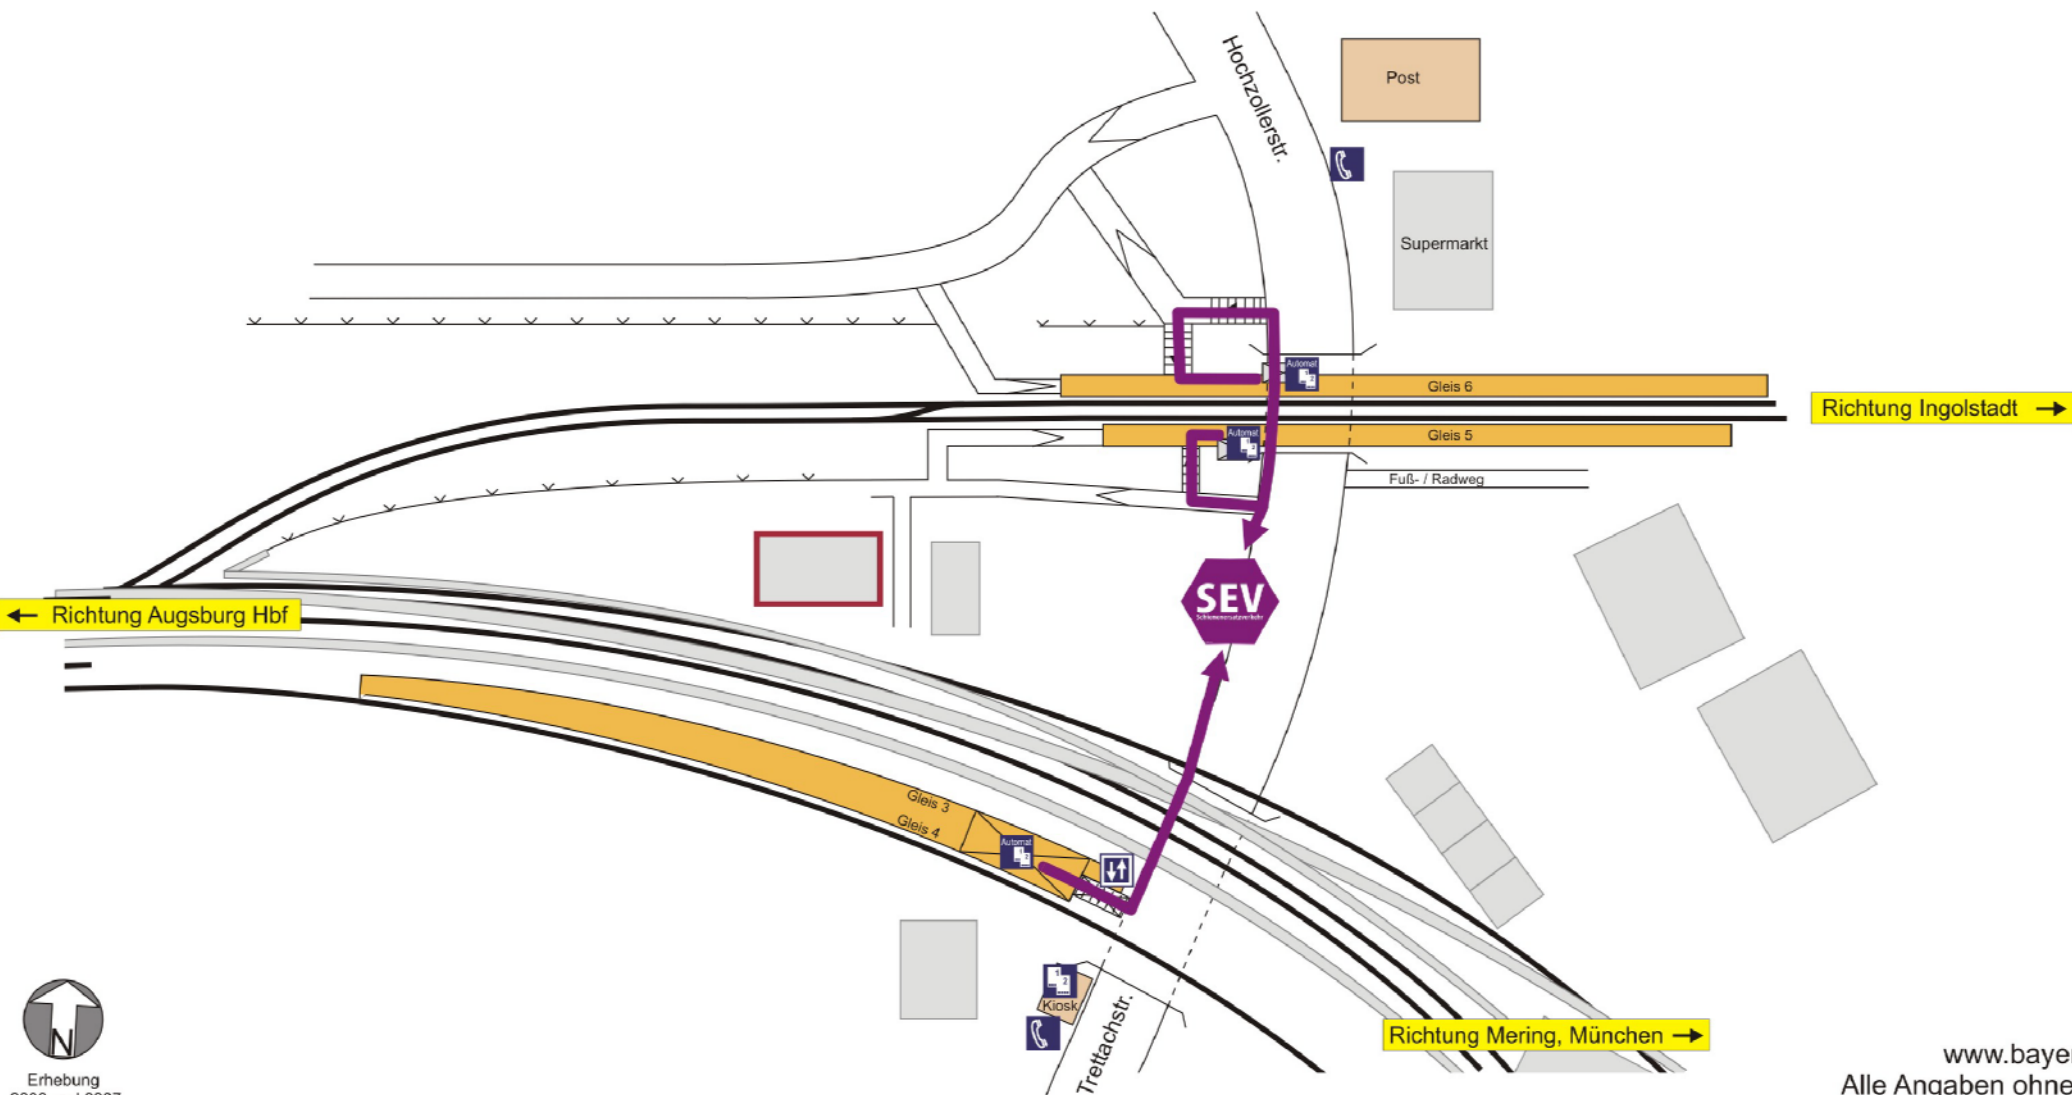 Hochzollerstr.
Post
Supermarkt
Automat
Gleis 6
Richtung Ingolstadt
Automat
Gleis 5
Fuß- / Radweg
SEV
Schienenersatzverkehr
Richtung Augsburg Hbf
Gleis 3
Gleis 4
Automat
Kiosk
Trettachstr.
Richtung Mering, München
N
Erhebung
www.baye
Alle Angaben ohne